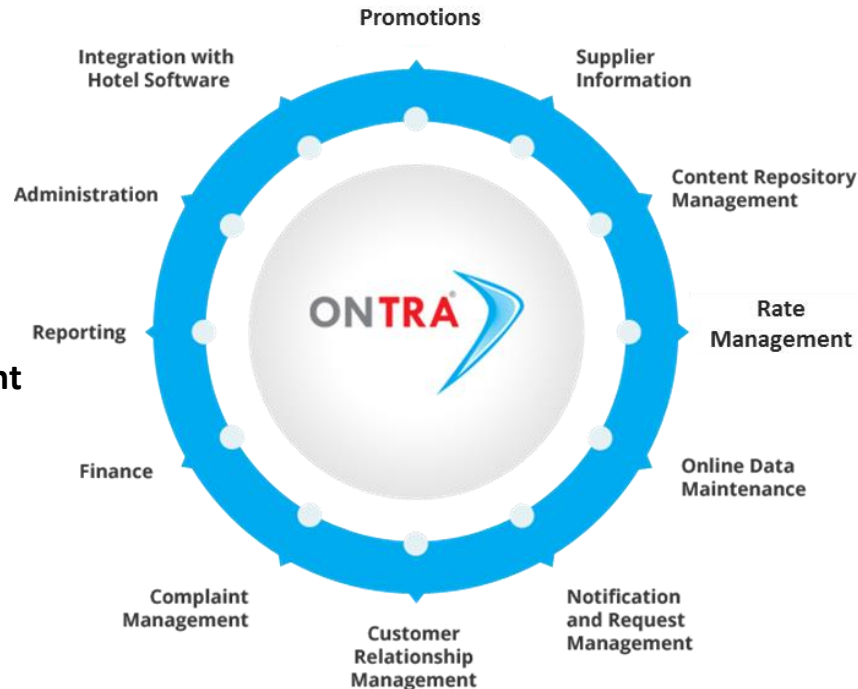 Promotions
Supplier
Information
Content Repository
Management
Rate
Management
Online Data
Maintenance
Notification
and Request
Management
Customer
Relationship
Management
Complaint
Management
Finance
nt
Reporting
Administration
Integration with
Hotel Software
ONTRA®